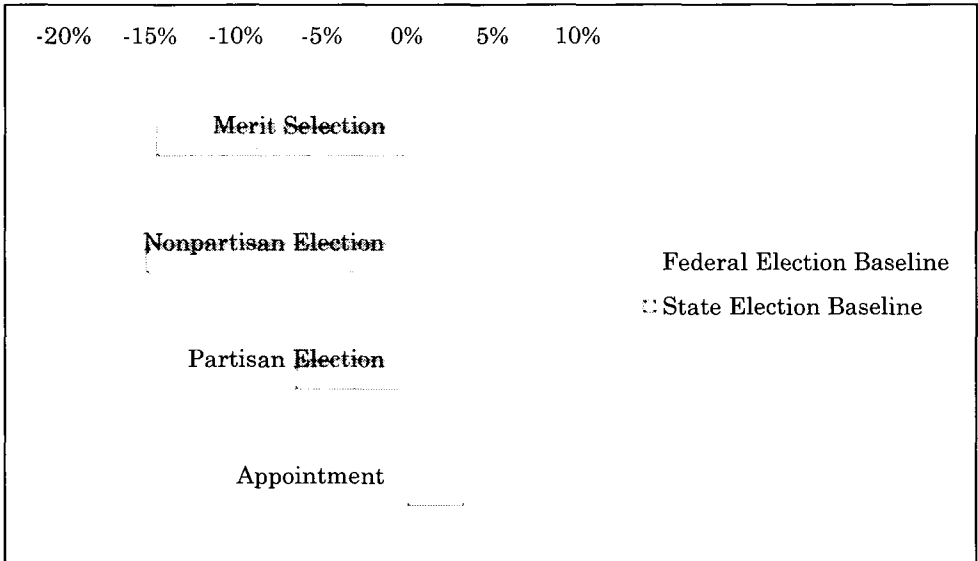 -20% -15% -10% -5% 0% 5% 10%
Merit Selection
Nonpartisan Election
Federal Election Baseline
State Election Baseline
Partisan Election
Appointment